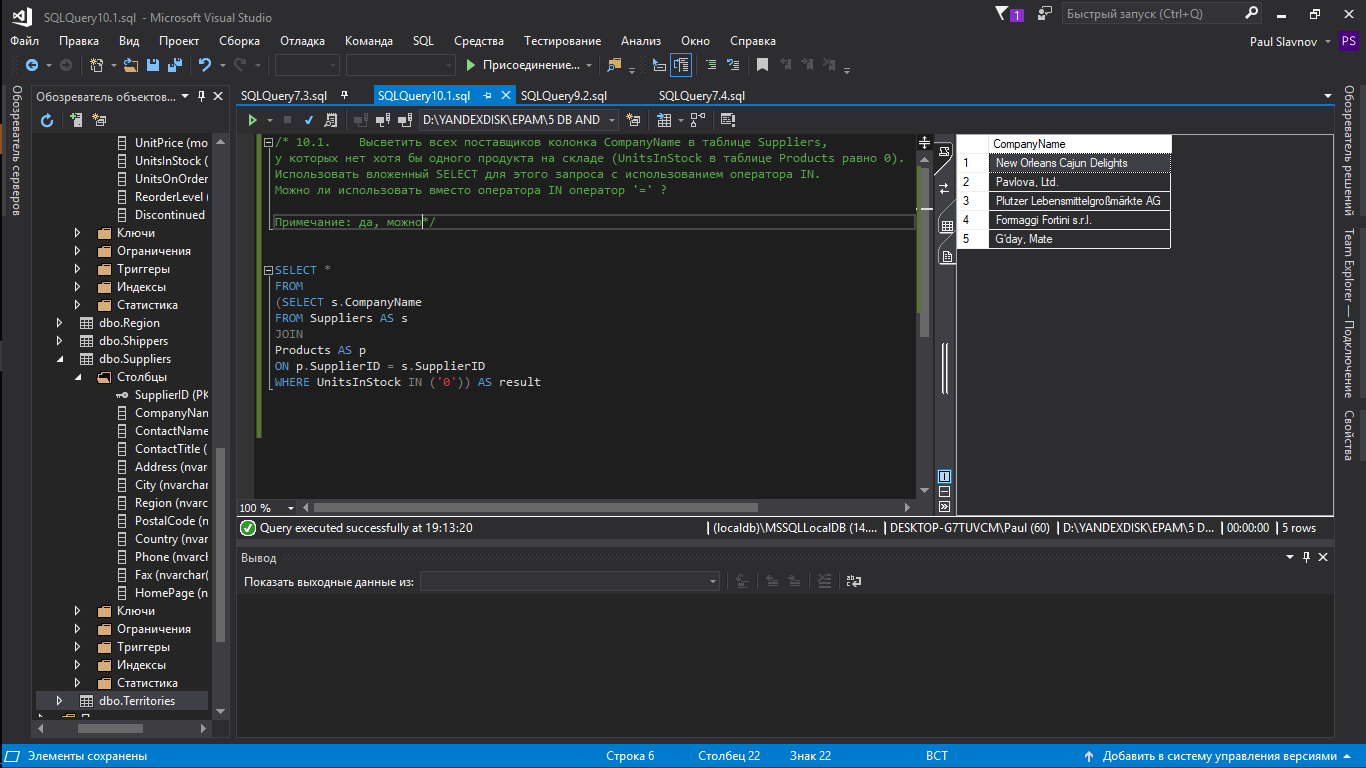 SQLQuery10.1.sql - Microsoft Visual Studio
1
Быстрый запуск (Ctrl+Q)
Файл Правка Вид Проект Сборка Отладка Команда SQL Средства Тестирование Анализ Окно Справка
Paul Slavnov PS
Присоединение...
Обозреватель серверов
Обозреватель объектов...
UnitPrice (mo
UnitsInStock (
UnitsOnOrder
ReorderLevel (
Discontinued
Ключи
Ограничения
Триггеры
Индексы
Статистика
dbo.Region
dbo.Shippers
dbo.Suppliers
Столбцы
SupplierID (PK
CompanyNam
ContactName
ContactTitle (
Address (nvar
City (nvarchar
Region (nvarc
PostalCode (n
Country (nvar
Phone (nvarch
Fax (nvarchar(
HomePage (n
Ключи
Ограничения
Триггеры
Индексы
Статистика
dbo.Territories
SQLQuery7.3.sql SQLQuery10.1.sql SQLQuery9.2.sql SQLQuery7.4.sql
D:\YANDEXDISK\EPAM\5 DB AND
/* 10.1. Высветить всех поставщиков колонка CompanyName в таблице Suppliers,
у которых нет хотя бы одного продукта на складе (UnitsInStock в таблице Products равно 0).
Использовать вложенный SELECT для этого запроса с использованием оператора IN.
Можно ли использовать вместо оператора IN оператор '=' ?
Примечание: да, можно*/
SELECT *
FROM
(SELECT s.CompanyName
FROM Suppliers AS s
JOIN
Products AS p
ON p.SupplierID = s.SupplierID
WHERE UnitsInStock IN ('0')) AS result
100 %
CompanyName
1 New Orleans Cajun Delights
2 Pavlova, Ltd.
3 Plutzer Lebensmittelgroßmärkte AG
4 Formaggi Fortini s.r.l.
5 G'day, Mate
Query executed successfully at 19:13:20
(localdb)\MSSQLLocalDB (14.... DESKTOP-G7TUVCM\Paul (60) D:\YANDEXDISK\EPAM\5 D... 00:00:00 5 rows
Вывод
Показать выходные данные из:
Обозреватель решений
Team Explorer — Подключение
Свойства
Элементы сохранены
Строка 6
Столбец 22
Знак 22
ВСТ
Добавить в систему управления версиями